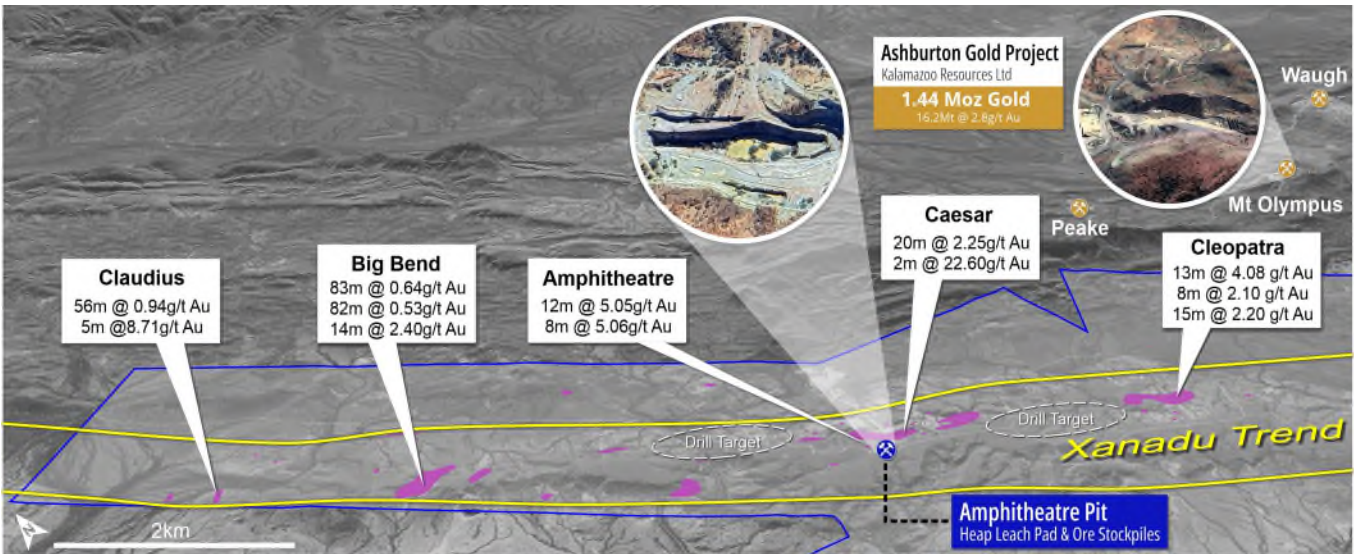 Ashburton Gold Project
Kalamazoo Resources Ltd
1.44 Moz Gold
16.2Mt @ 2.8g/t Au
Waugh
Mt Olympus
Peake
Claudius
56m @ 0.94g/t Au
5m @8.71g/t Au
Big Bend
83m @ 0.64g/t Au
82m @ 0.53g/t Au
14m @ 2.40g/t Au
Amphitheatre
12m @ 5.05g/t Au
8m @ 5.06g/t Au
Caesar
20m @ 2.25g/t Au
2m @ 22.60g/t Au
Cleopatra
13m @ 4.08 g/t Au
8m @ 2.10 g/t Au
15m @ 2.20 g/t Au
Drill Target
Drill Target
Xanadu Trend
Amphitheatre Pit
Heap Leach Pad & Ore Stockpiles
N
2km